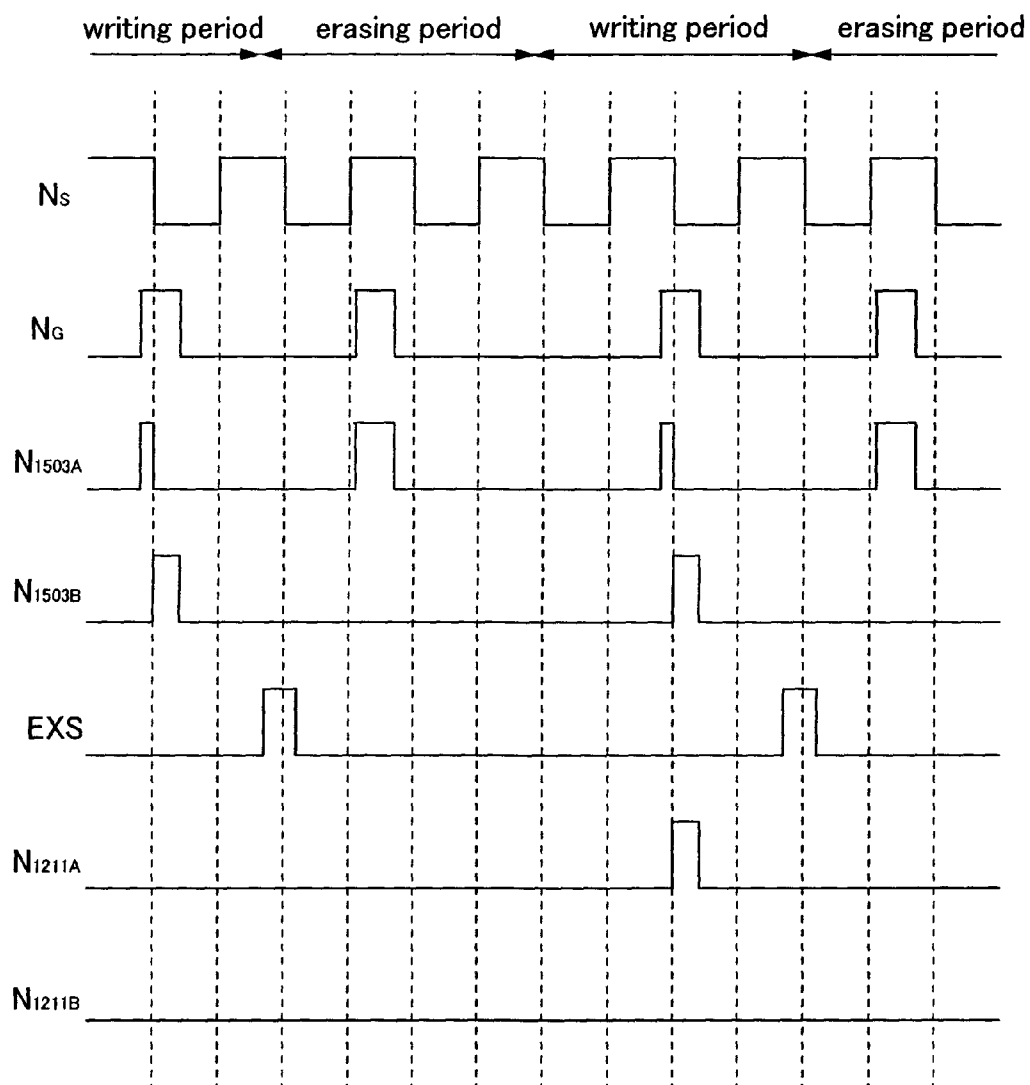 writing period erasing period writing period erasing period
NS
NG
N1503A
N1503B
EXS
N1211A
N1211B